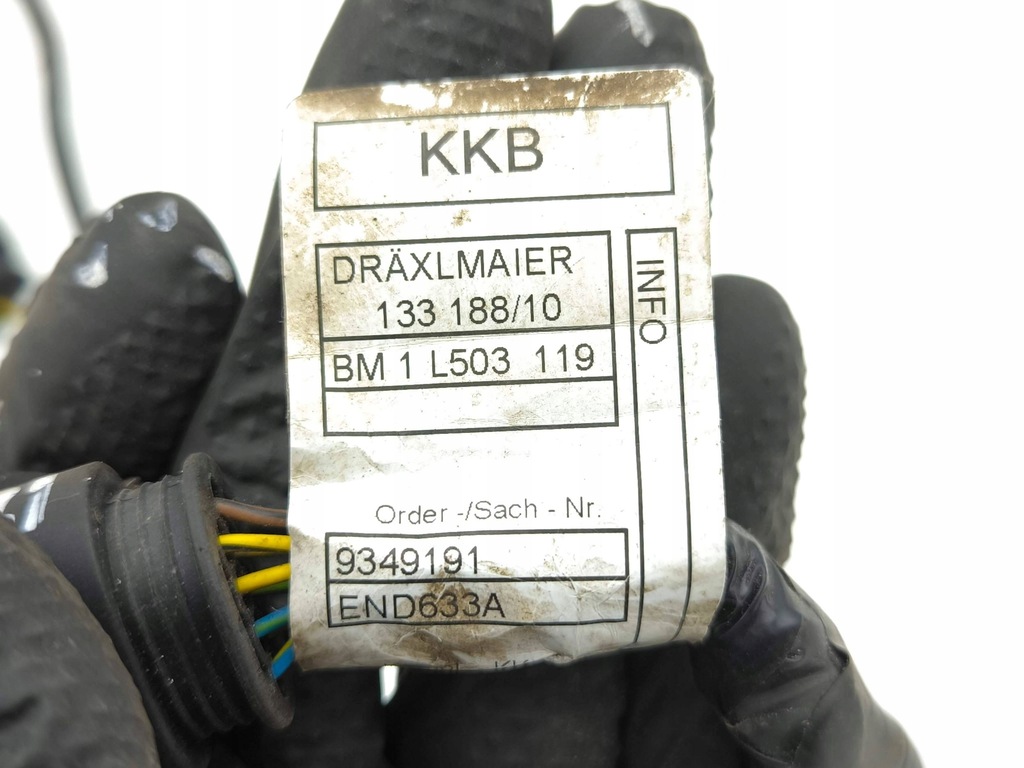 KKB
DRÄXLMAIER
133 188/10
BM 1 L503 119
INFO
Order -/Sach - Nr.
9349191
END633A